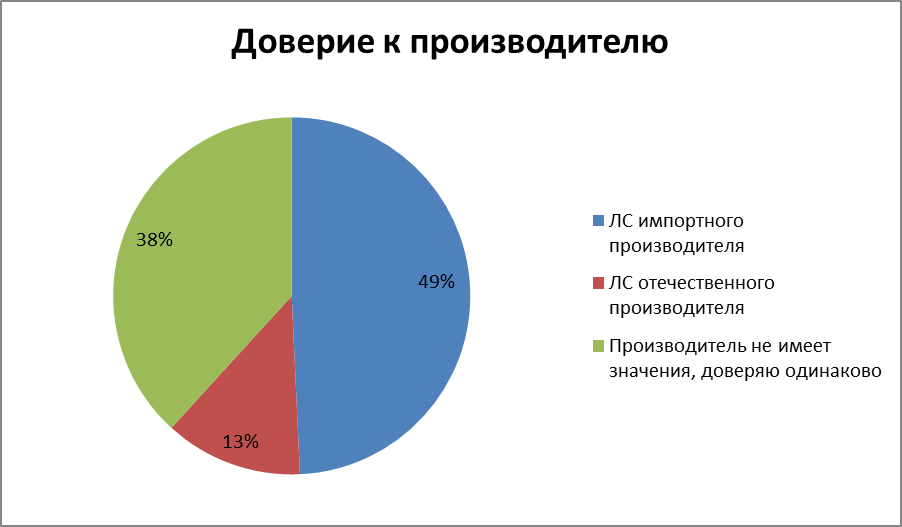 Доверие к производителю
38%
49%
13%
ЛС импортного
производителя
ЛС отечественного
производителя
Производитель не имеет
значения, доверяю одинаково